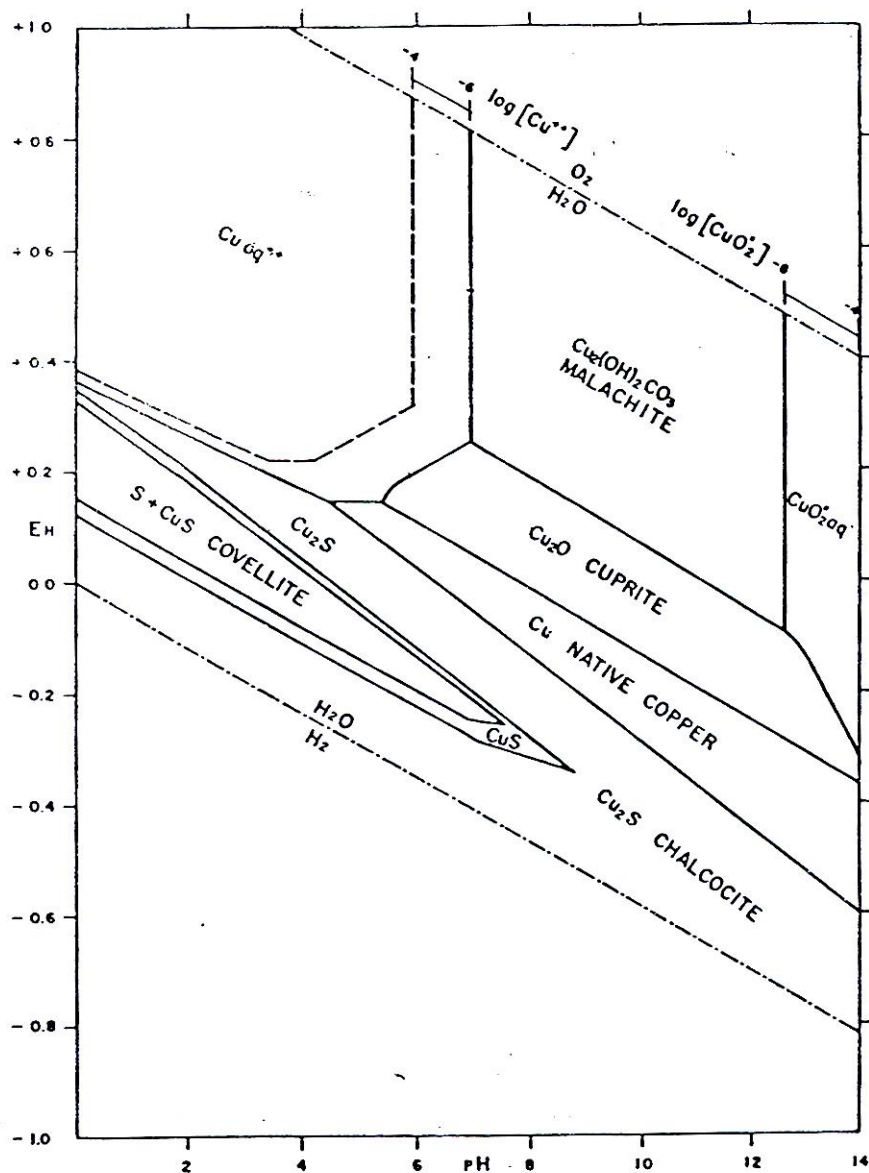 +1.0
+0.8
+0.6
+0.4
+0.2
EH
0.0
-0.2
-0.4
-0.6
-0.8
-1.0
2
4
6
pH
8
10
12
14
-6
log [Cu++]
O2
H2O
log [CuO2=]
Cu aq++
Cu2(OH)2CO3
MALACHITE
CuO2=aq
Cu2O CUPRITE
Cu NATIVE COPPER
Cu2S
S + CuS COVELLITE
CuS
H2O
H2
Cu2S CHALCOCITE